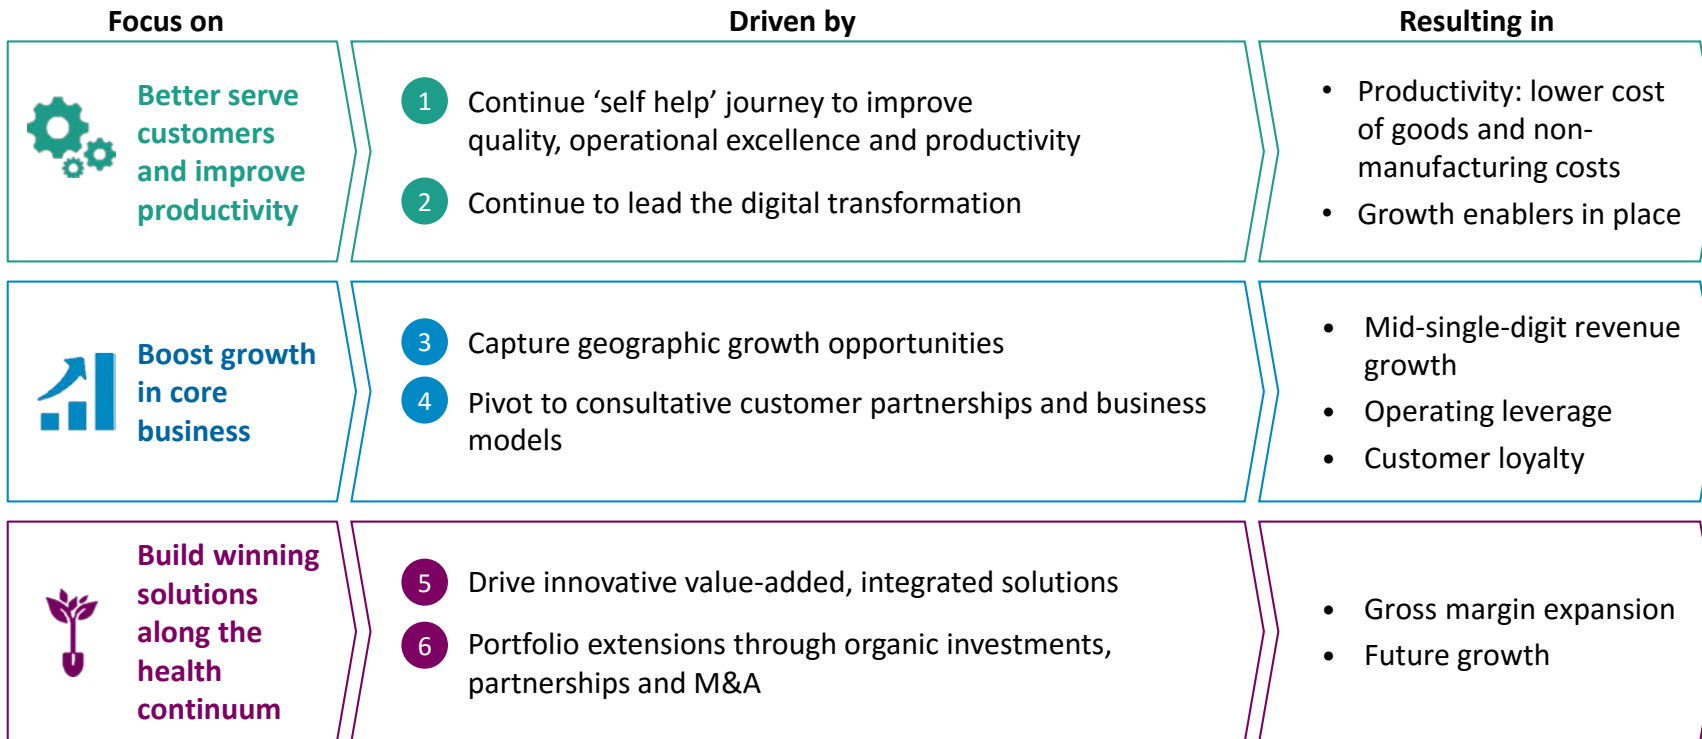 Focus on
Driven by
Resulting in
Better serve
customers
and improve
productivity
1
Continue ‘self help’ journey to improve
quality, operational excellence and productivity
2
Continue to lead the digital transformation
• Productivity: lower cost
of goods and non-
manufacturing costs
• Growth enablers in place
Boost growth
in core
business
3
Capture geographic growth opportunities
4
Pivot to consultative customer partnerships and business
models
• Mid-single-digit revenue
growth
• Operating leverage
• Customer loyalty
Build winning
solutions
along the
health
continuum
5
Drive innovative value-added, integrated solutions
6
Portfolio extensions through organic investments,
partnerships and M&A
• Gross margin expansion
• Future growth